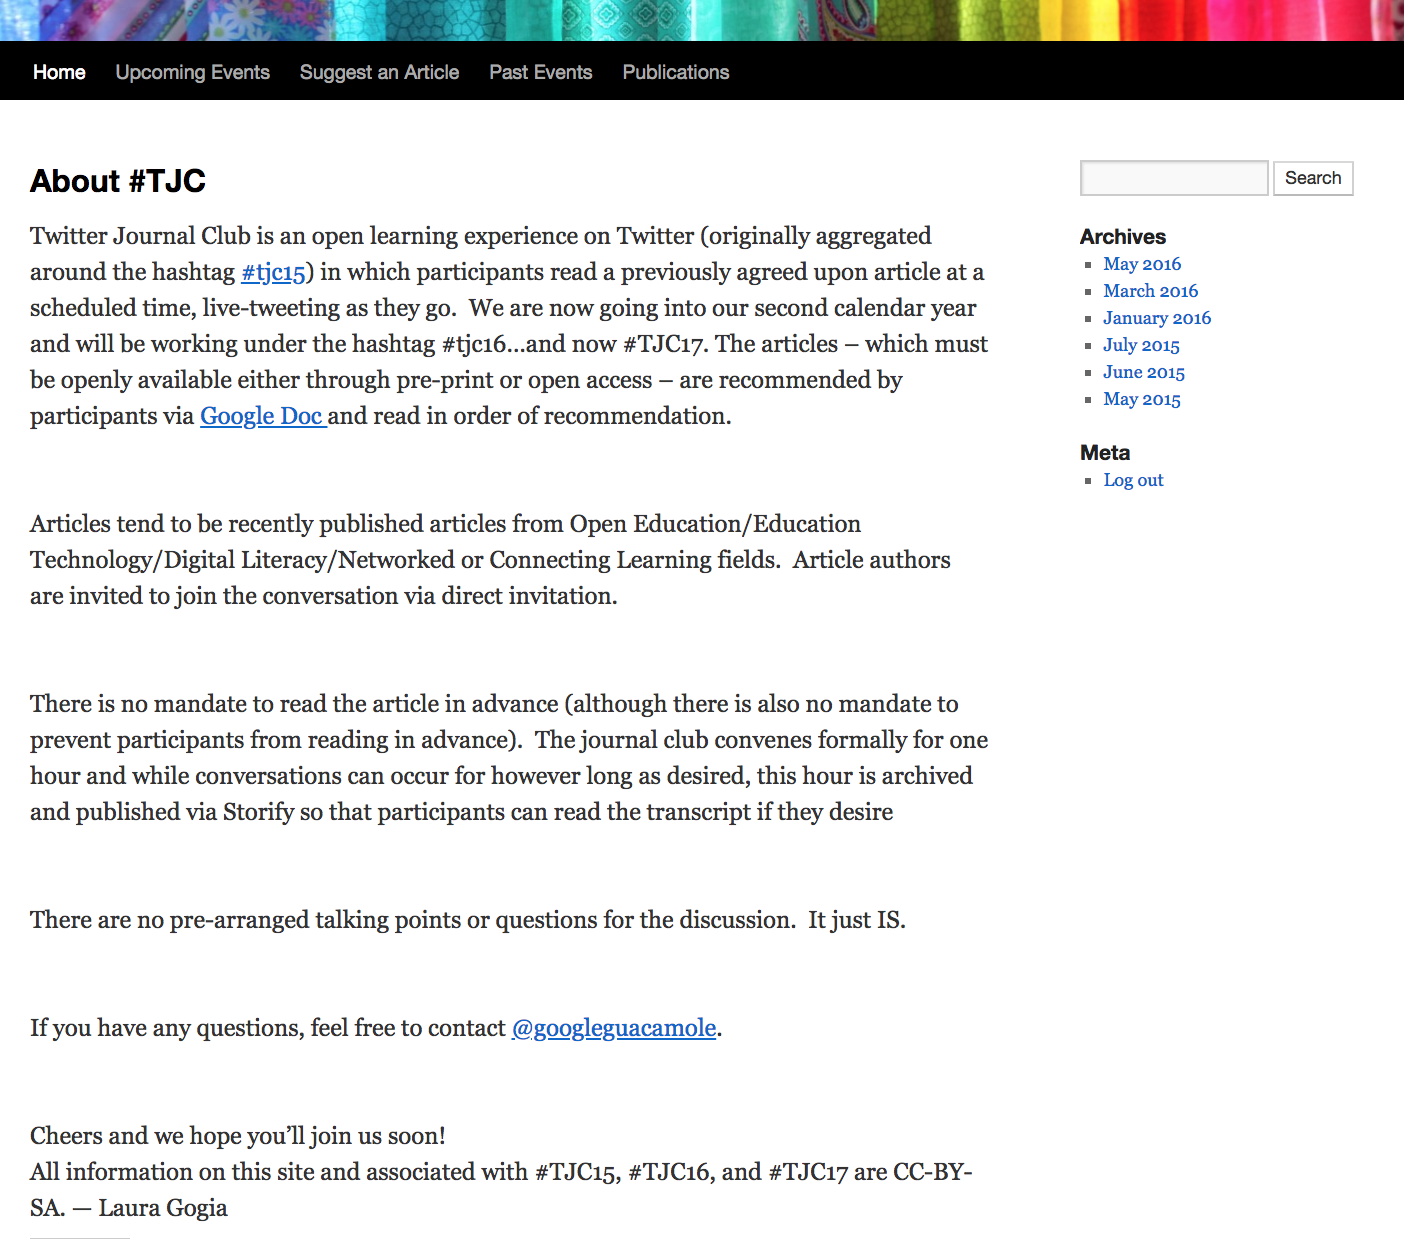 Home Upcoming Events Suggest an Article Past Events Publications
About #TJC
Twitter Journal Club is an open learning experience on Twitter (originally aggregated
around the hashtag #tjc15) in which participants read a previously agreed upon article at a
scheduled time, live-tweeting as they go.  We are now going into our second calendar year
and will be working under the hashtag #tjc16...and now #TJC17. The articles – which must
be openly available either through pre-print or open access – are recommended by
participants via Google Doc and read in order of recommendation.
Articles tend to be recently published articles from Open Education/Education
Technology/Digital Literacy/Networked or Connecting Learning fields.  Article authors
are invited to join the conversation via direct invitation.
There is no mandate to read the article in advance (although there is also no mandate to
prevent participants from reading in advance).  The journal club convenes formally for one
hour and while conversations can occur for however long as desired, this hour is archived
and published via Storify so that participants can read the transcript if they desire
There are no pre-arranged talking points or questions for the discussion.  It just IS.
If you have any questions, feel free to contact @googleguacamole.
Cheers and we hope you’ll join us soon!
All information on this site and associated with #TJC15, #TJC16, and #TJC17 are CC-BY-
SA. — Laura Gogia
Search
Archives
May 2016
March 2016
January 2016
July 2015
June 2015
May 2015
Meta
Log out